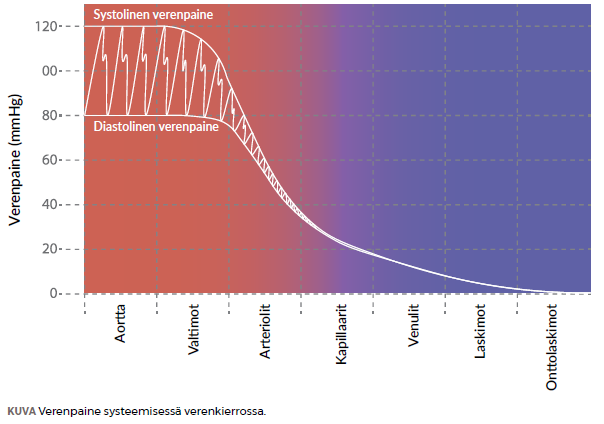 Systolinen verenpaine
120
00
80
Diastolinen verenpaine
60
40
20
0
Verenpaine (mmHg)
Aortta
Valtimot
Arteriolit
Kapillaarit
Venulit
Laskimot
Onttolaskimot
KUVA Verenpaine systeemisessä verenkierrossa.